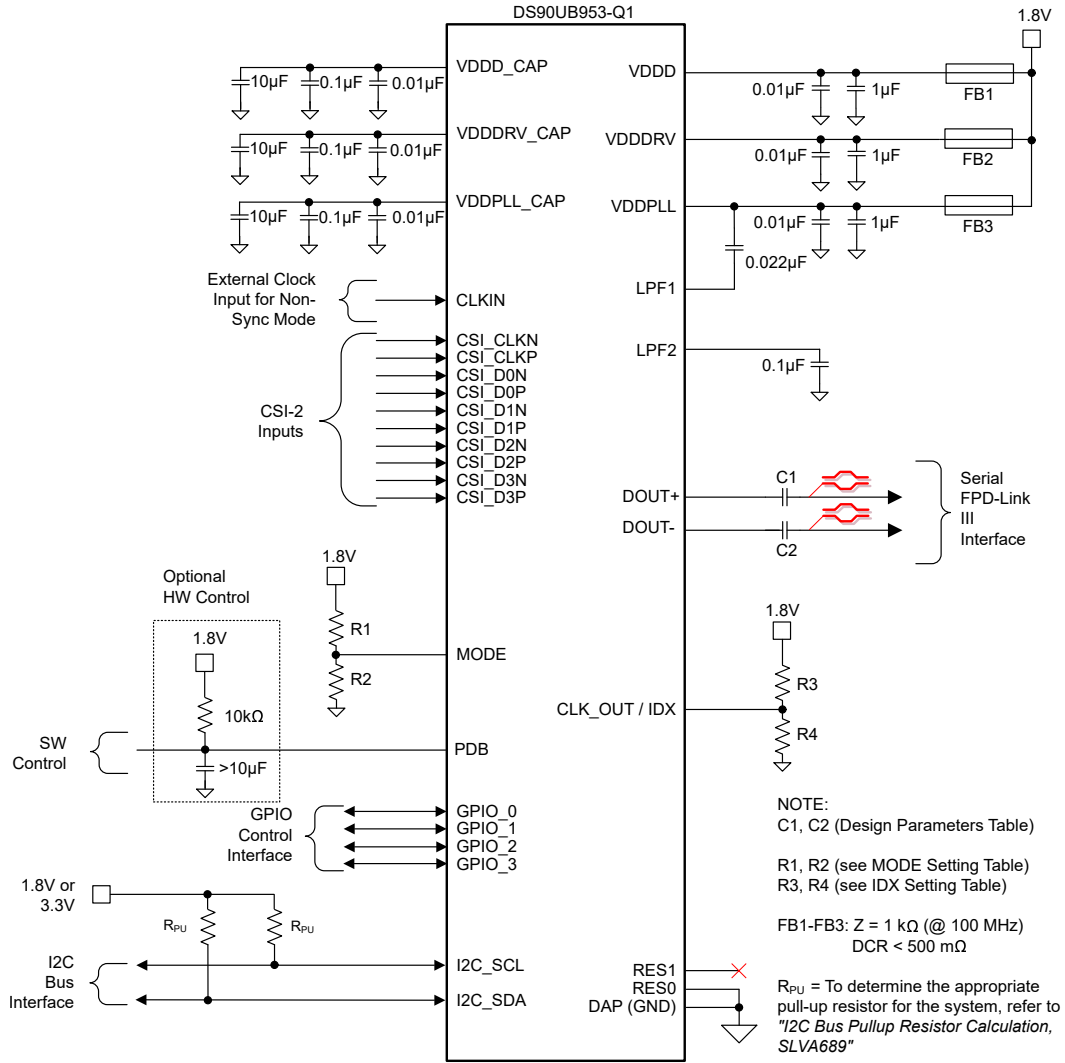 DS90UB953-Q1
1.8V
VDDD_CAP
10µF
0.1µF
0.01µF
VDDDRV_CAP
10µF
0.1µF
0.01µF
VDDPLL_CAP
10µF
0.1µF
0.01µF
External Clock
Input for Non-
Sync Mode
CLKIN
CSI-2
Inputs
CSI_CLKN
CSI_CLKP
CSI_D0N
CSI_D0P
CSI_D1N
CSI_D1P
CSI_D2N
CSI_D2P
CSI_D3N
CSI_D3P
1.8V
R1
R2
MODE
Optional
HW Control
1.8V
10kΩ
>10µF
SW
Control
PDB
GPIO
Control
Interface
GPIO_0
GPIO_1
GPIO_2
GPIO_3
1.8V or
3.3V
RPU
RPU
I2C
Bus
Interface
I2C_SCL
I2C_SDA
VDDD
0.01µF
1µF
FB1
VDDDRV
0.01µF
1µF
FB2
VDDPLL
0.01µF
1µF
FB3
0.022µF
LPF1
LPF2
0.1µF
DOUT+
DOUT-
C1
C2
Serial
FPD-Link
III
Interface
1.8V
R3
R4
CLK_OUT / IDX
RES1
RES0
DAP (GND)
NOTE:
C1, C2 (Design Parameters Table)
R1, R2 (see MODE Setting Table)
R3, R4 (see IDX Setting Table)
FB1-FB3: Z = 1 kΩ (@ 100 MHz)
DCR < 500 mΩ
RPU = To determine the appropriate
pull-up resistor for the system, refer to
"I2C Bus Pullup Resistor Calculation,
SLVA689"